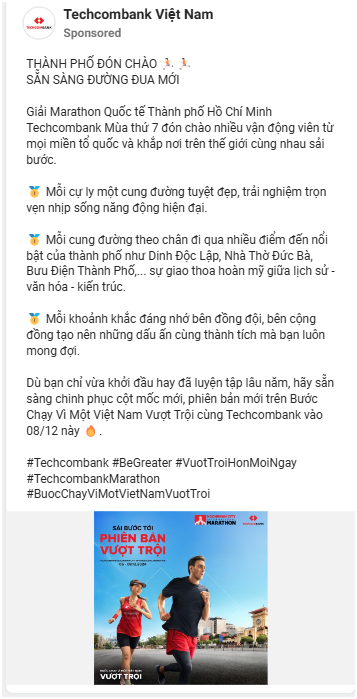 Techcombank Việt Nam
Sponsored
THÀNH PHỐ ĐÓN CHÀO 🏃🏃
SẴN SÀNG ĐƯỜNG ĐUA MỚI
Giải Marathon Quốc tế Thành phố Hồ Chí Minh
Techcombank Mùa thứ 7 đón chào nhiều vận động viên từ
mọi miền tổ quốc và khắp nơi trên thế giới cùng nhau sải
bước.
🏅 Mỗi cự ly một cung đường tuyệt đẹp, trải nghiệm trọn
vẹn nhịp sống năng động hiện đại.
🏅 Mỗi cung đường theo chân đi qua nhiều điểm đến nổi
bật của thành phố như Dinh Độc Lập, Nhà Thờ Đức Bà,
Bưu Điện Thành Phố,... sự giao thoa hoàn mỹ giữa lịch sử -
văn hóa - kiến trúc.
🏅 Mỗi khoảnh khắc đáng nhớ bên đồng đội, bên cộng
đồng tạo nên những dấu ấn cùng thành tích mà bạn luôn
mong đợi.
Dù bạn chỉ vừa khởi đầu hay đã luyện tập lâu năm, hãy sẵn
sàng chinh phục cột mốc mới, phiên bản mới trên Bước
Chạy Vì Một Việt Nam Vượt Trội cùng Techcombank vào
08/12 này 🔥.
#Techcombank #BeGreater #VuotTroiHonMoiNgay
#TechcombankMarathon
#BuocChayViMotVietNamVuotTroi
SẢI BƯỚC TỚI
PHIÊN BẢN
VƯỢT TRỘI
MARATHON
TECHCOMBANK
VƯỢT TRỘI